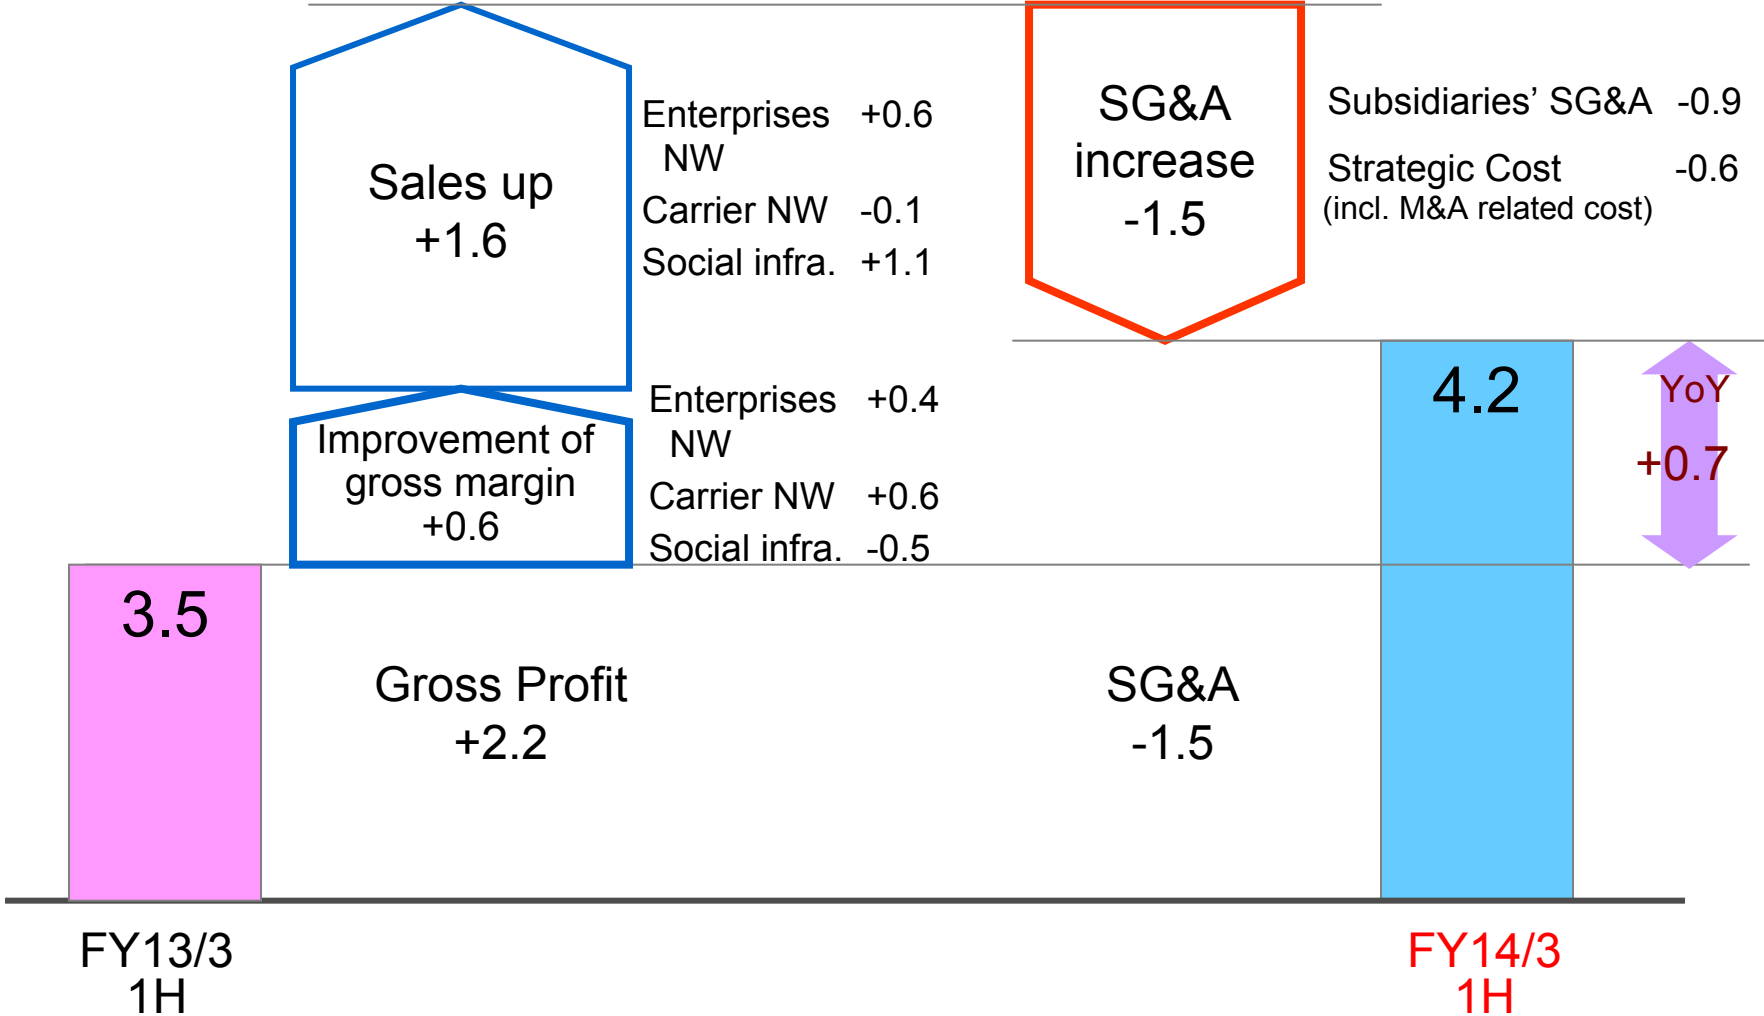 Sales up
+1.6
Enterprises +0.6
NW
Carrier NW -0.1
Social infra. +1.1
SG&A
increase
-1.5
Subsidiaries’ SG&A -0.9
Strategic Cost -0.6
(incl. M&A related cost)
Improvement of
gross margin
+0.6
Enterprises +0.4
NW
Carrier NW +0.6
Social infra. -0.5
4.2
YoY
+0.7
3.5
Gross Profit
+2.2
SG&A
-1.5
FY13/3
1H
FY14/3
1H